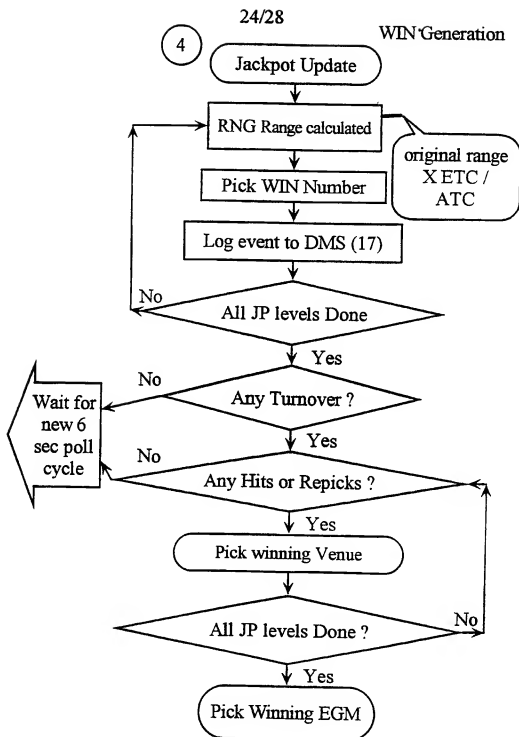 24/28
WIN Generation
4
Jackpot Update
RNG Range calculated
original range
X ETC /
ATC
Pick WIN Number
Log event to DMS (17)
No
All JP levels Done
Yes
No
Any Turnover ?
Wait for
new 6
sec poll
cycle
Yes
No
Any Hits or Repicks ?
Yes
Pick winning Venue
All JP levels Done ?
No
Yes
Pick Winning EGM